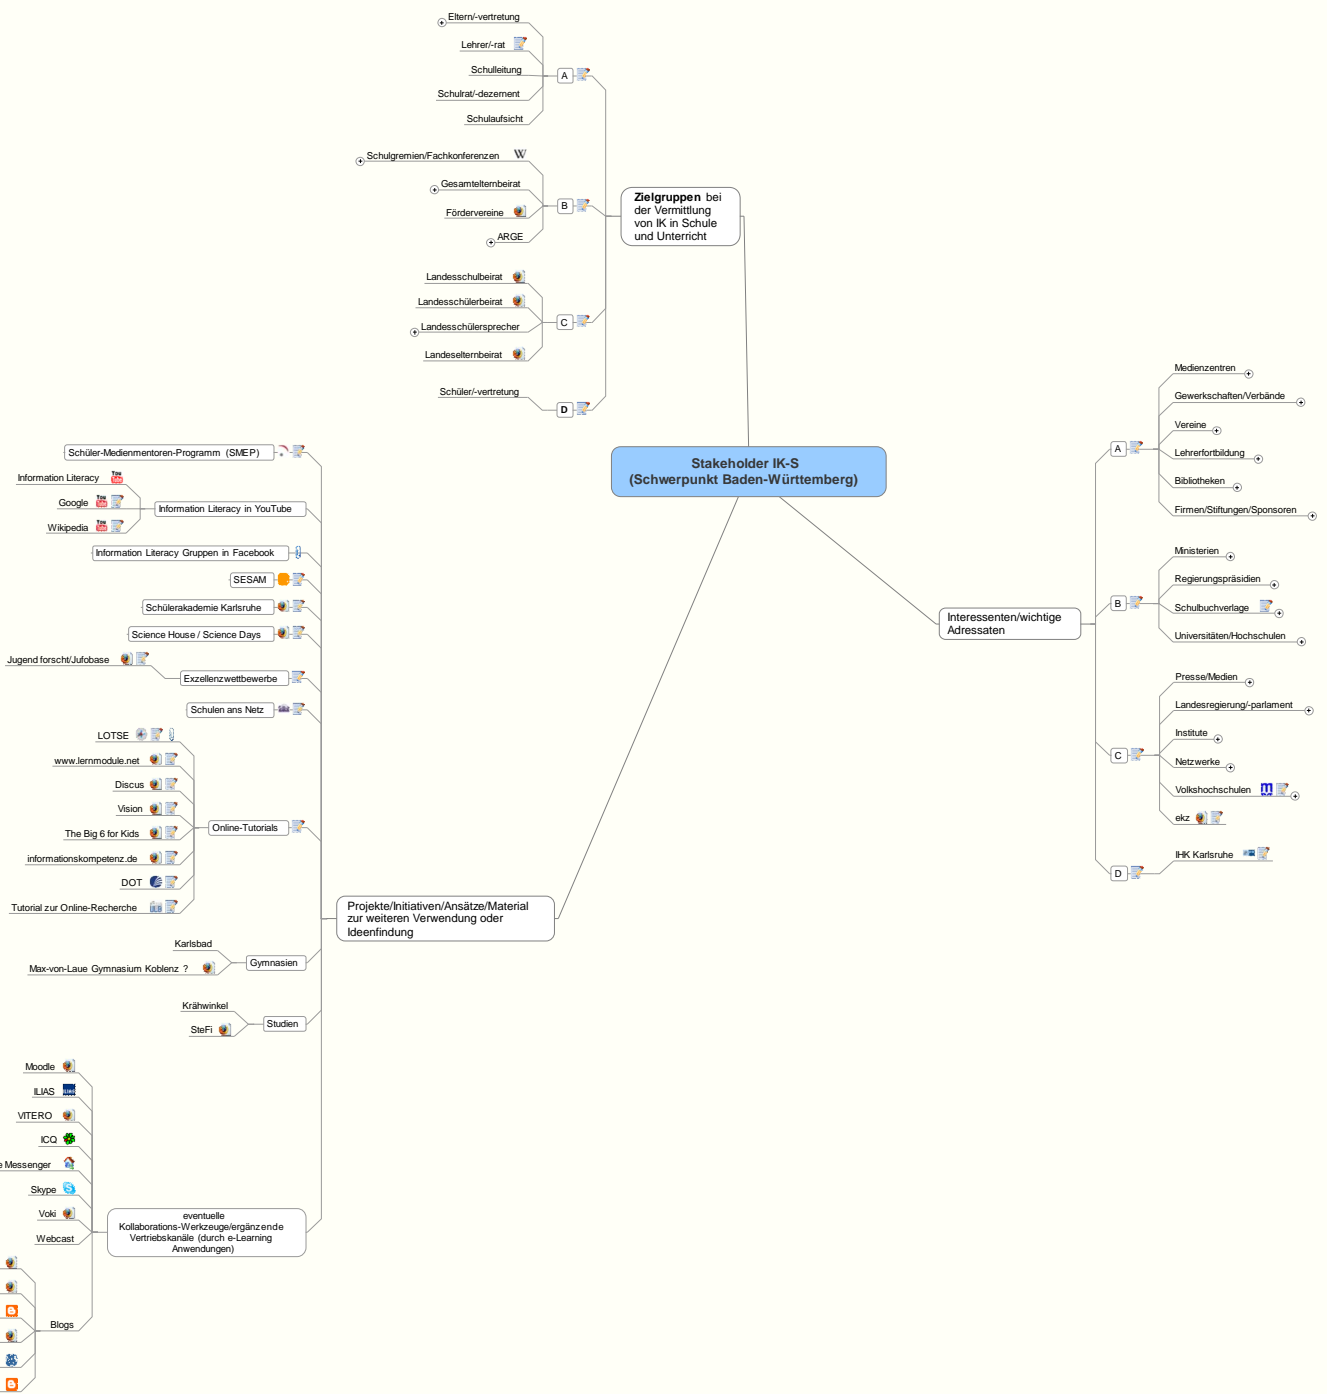 Eltern/-vertretung
Lehrer/-rat
Schulleitung
Schulrat/-dezernent
Schulaufsicht
A
Schulgremien/Fachkonferenzen
W
Gesamtelternbeirat
Fördervereine
ARGE
B
Landesschulbeirat
Landesschülerbeirat
Landesschülersprecher
Landeselternbeirat
C
Schüler/-vertretung
D
Zielgruppen bei
der Vermittlung
von IK in Schule
und Unterricht
Stakeholder IK-S
(Schwerpunkt Baden-Württemberg)
Medienzentren
Gewerkschaften/Verbände
Vereine
Lehrerfortbildung
Bibliotheken
Firmen/Stiftungen/Sponsoren
A
Ministerien
Regierungspräsidien
Schulbuchverlage
Universitäten/Hochschulen
B
Interessenten/wichtige
Adressaten
Presse/Medien
Landesregierung/-parlament
Institute
Netzwerke
Volkshochschulen
ekz
C
IHK Karlsruhe
D
Schüler-Medienmentoren-Programm (SMEP)
Information Literacy
You Tube
Google
You Tube
Wikipedia
You Tube
Information Literacy in YouTube
Information Literacy Gruppen in Facebook
SESAM
Schülerakademie Karlsruhe
Science House / Science Days
Jugend forscht/Jufobase
Exzellenzwettbewerbe
Schulen ans Netz
LOTSE
www.lernmodule.net
Discus
Vision
The Big 6 for Kids
informationskompetenz.de
DOT
Tutorial zur Online-Recherche
Online-Tutorials
Projekte/Initiativen/Ansätze/Material
zur weiteren Verwendung oder
Ideenfindung
Karlsbad
Max-von-Laue Gymnasium Koblenz ?
Gymnasien
Krähwinkel
SteFi
Studien
Moodle
ILIAS
VITERO
ICQ
e Messenger
Skype
Voki
Webcast
eventuelle
Kollaborations-Werkzeuge/ergänzende
Vertriebskanäle (durch e-Learning
Anwendungen)
Blogs